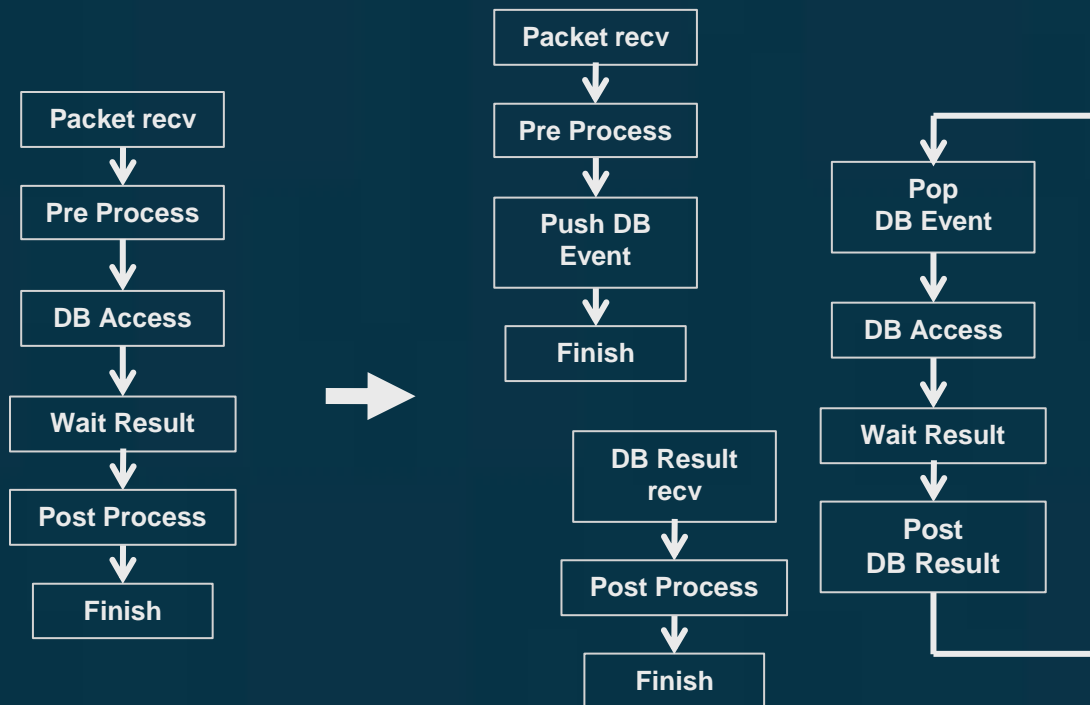 Packet recv
Pre Process
DB Access
Wait Result
Post Process
Finish
Packet recv
Pre Process
Push DB
Event
Finish
DB Result
recv
Post Process
Finish
Pop
DB Event
DB Access
Wait Result
Post
DB Result